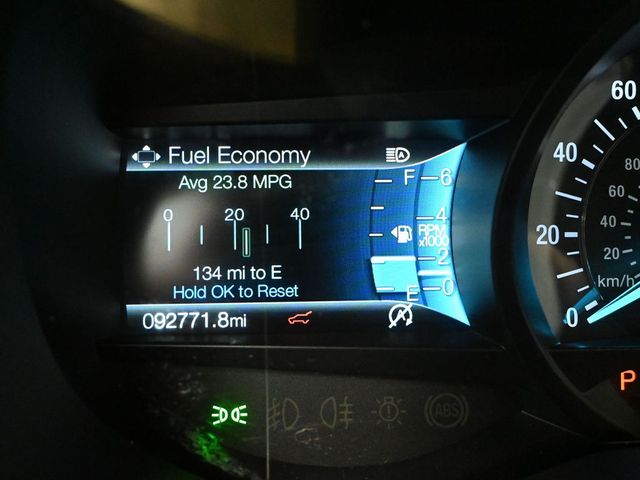 Fuel Economy
A
Avg 23.8 MPG
0 20 40
134 mi to E
Hold OK to Reset
092771.8mi
F
E
6
4
RPM
x1000
2
0
A
60
40
20
0
80
60
40
20
km/h
P
ABS